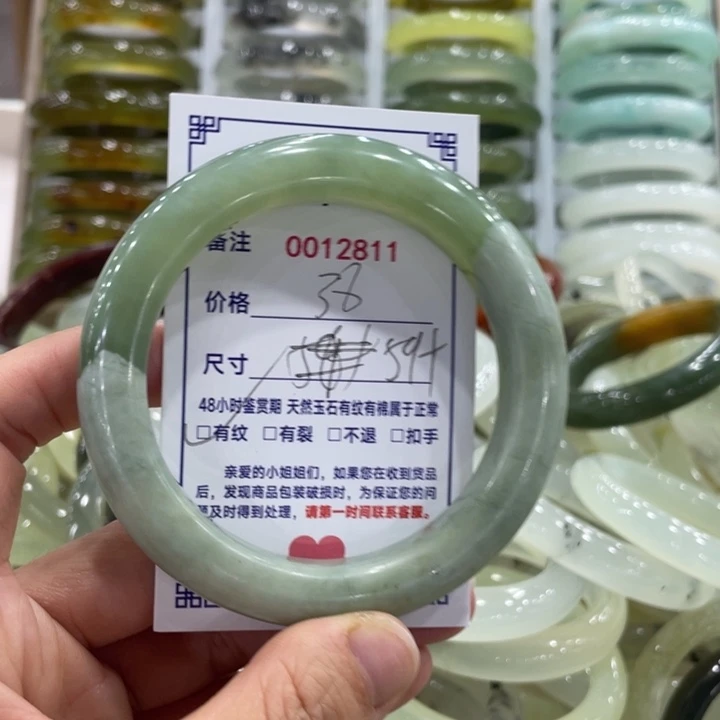 备注 0012811
价格 38
尺寸 59+
48小时鉴赏期 天然玉石有纹有棉属于正常
□有纹 □有裂 □不退 □扣手
亲爱的小姐姐们，如果您在收到货品
后，发现商品包装破损时，为保证您的问
题及时得到处理，请第一时间联系客服。